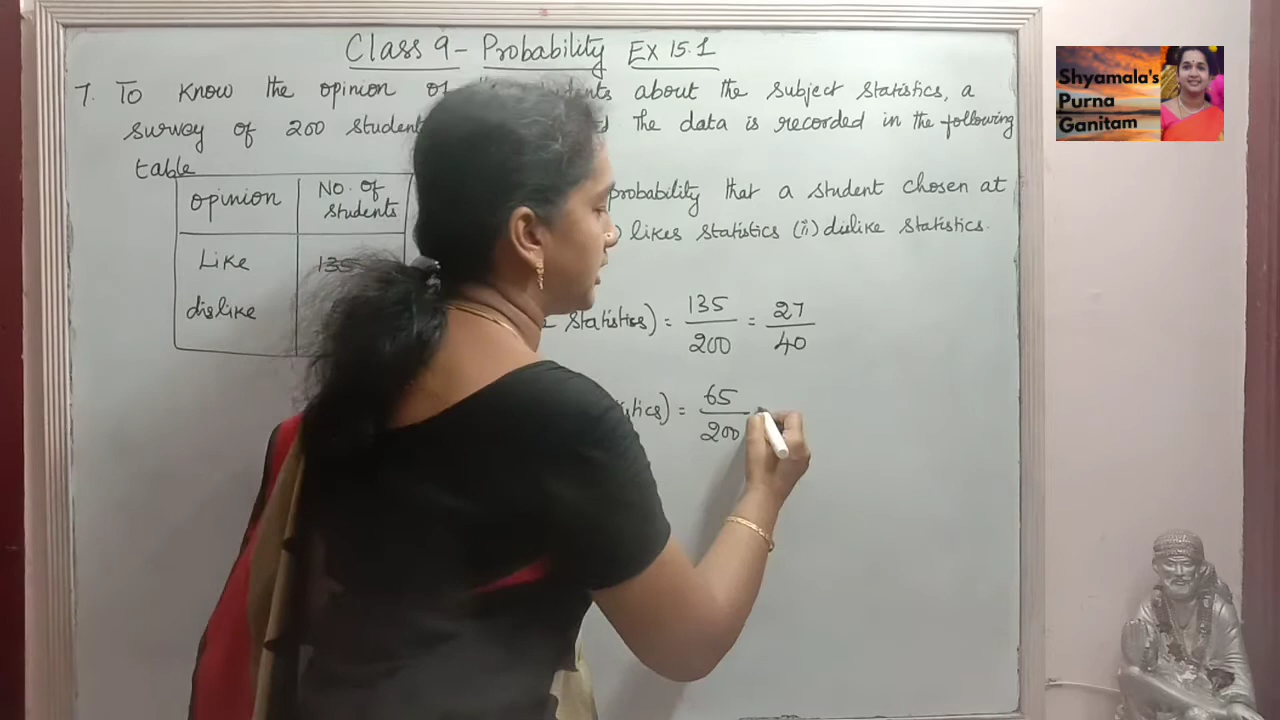 Class 9 - Probability Ex 15.1
7. To know the opinion of students about the subject statistics, a
survey of 200 student the data is recorded in the following
table
opinion No. of students
Like 135
dislike
probability that a student chosen at
likes statistics (ii) dislike statistics.
statistics) = 135/200 = 27/40
= 65/200
Shyamala's
Purna
Ganitam